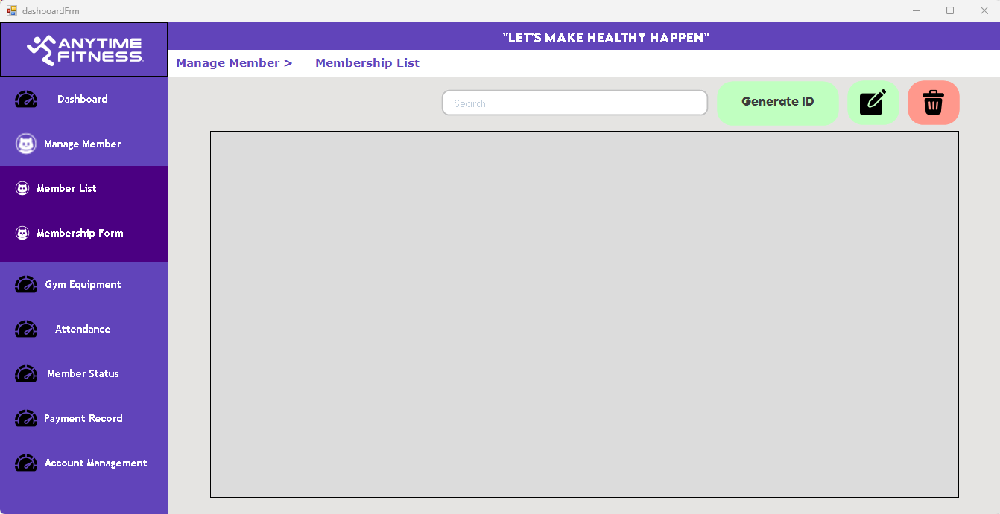 dashboardFrm
ANYTIME
FITNESS
"LET'S MAKE HEALTHY HAPPEN"
Manage Member > Membership List
Search
Generate ID
Dashboard
Manage Member
Member List
Membership Form
Gym Equipment
Attendance
Member Status
Payment Record
Account Management